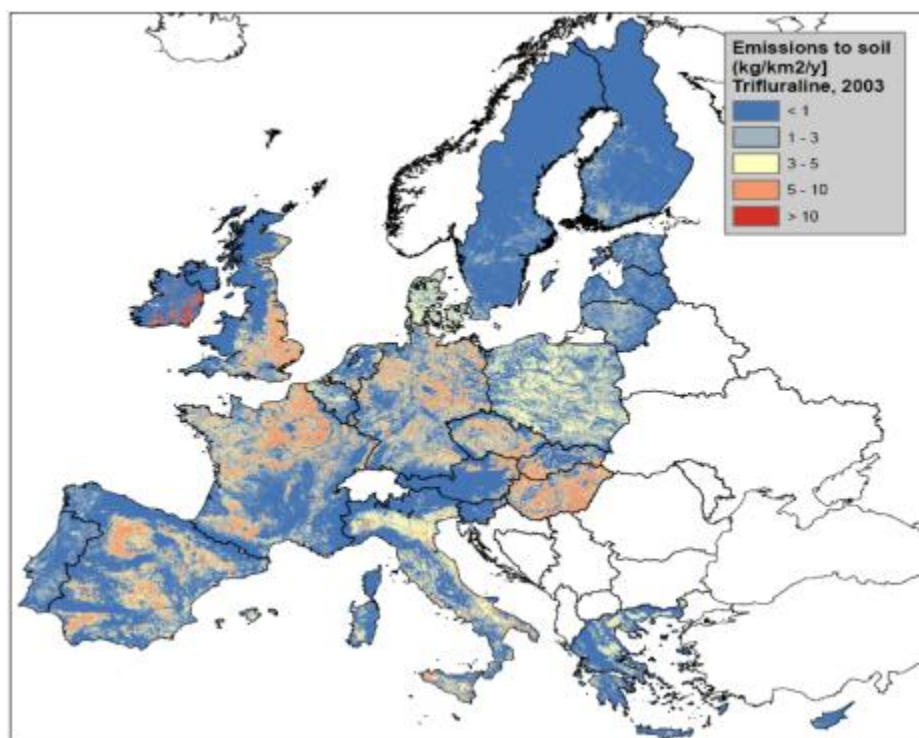 Emissions to soil
(kg/km2/y]
Trifluraline, 2003
< 1
1 - 3
3 - 5
5 - 10
> 10